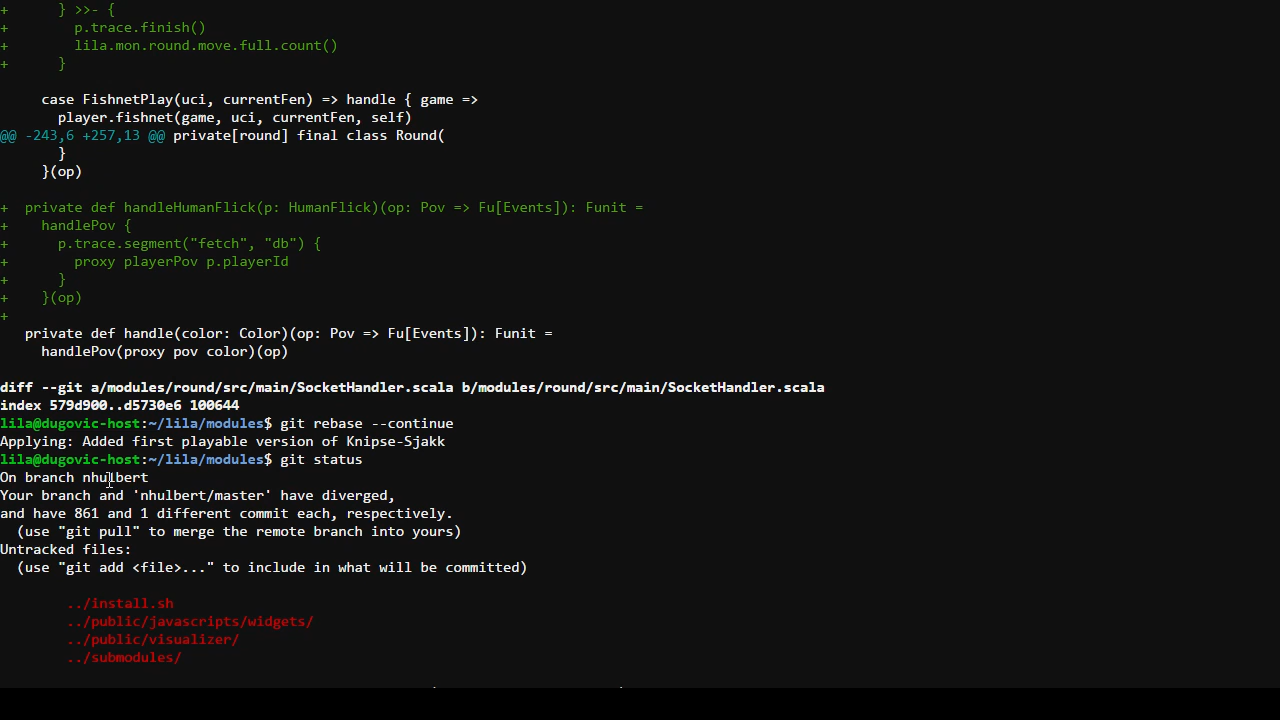 +      } >>- {
+        p.trace.finish()
+        lila.mon.round.move.full.count()
+      }
     case FishnetPlay(uci, currentFen) => handle { game =>
       player.fishnet(game, uci, currentFen, self)
@@ -243,6 +257,13 @@ private[round] final class Round(
       }
     }(op)
+  private def handleHumanFlick(p: HumanFlick)(op: Pov => Fu[Events]): Funit =
+    handlePov {
+      p.trace.segment("fetch", "db") {
+        proxy playerPov p.playerId
+      }
+    }(op)
+
   private def handle(color: Color)(op: Pov => Fu[Events]): Funit =
     handlePov(proxy pov color)(op)
diff --git a/modules/round/src/main/SocketHandler.scala b/modules/round/src/main/SocketHandler.scala
index 579d900..d5730e6 100644
lila@dugovic-host:~/lila/modules$ git rebase --continue
Applying: Added first playable version of Knipse-Sjakk
lila@dugovic-host:~/lila/modules$ git status
On branch nhulbert
Your branch and 'nhulbert/master' have diverged,
and have 861 and 1 different commit each, respectively.
  (use "git pull" to merge the remote branch into yours)
Untracked files:
  (use "git add <file>..." to include in what will be committed)
        ../install.sh
        ../public/javascripts/widgets/
        ../public/visualizer/
        ../submodules/